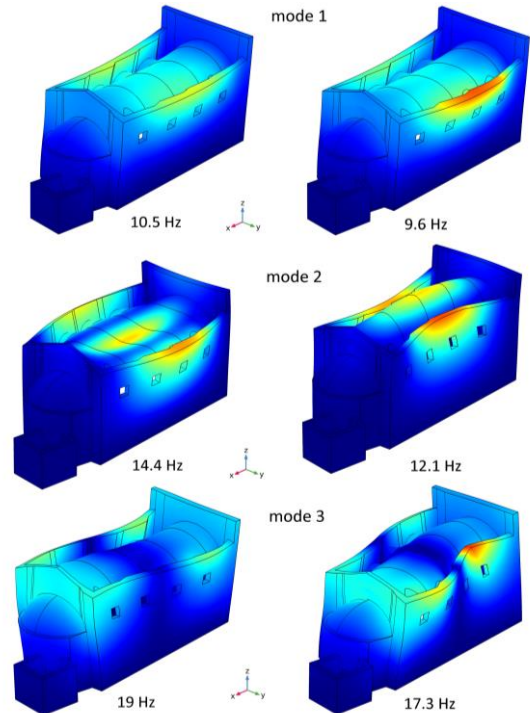 mode 1
10.5 Hz
z
x y
9.6 Hz
mode 2
14.4 Hz
z
x y
12.1 Hz
mode 3
19 Hz
z
x y
17.3 Hz